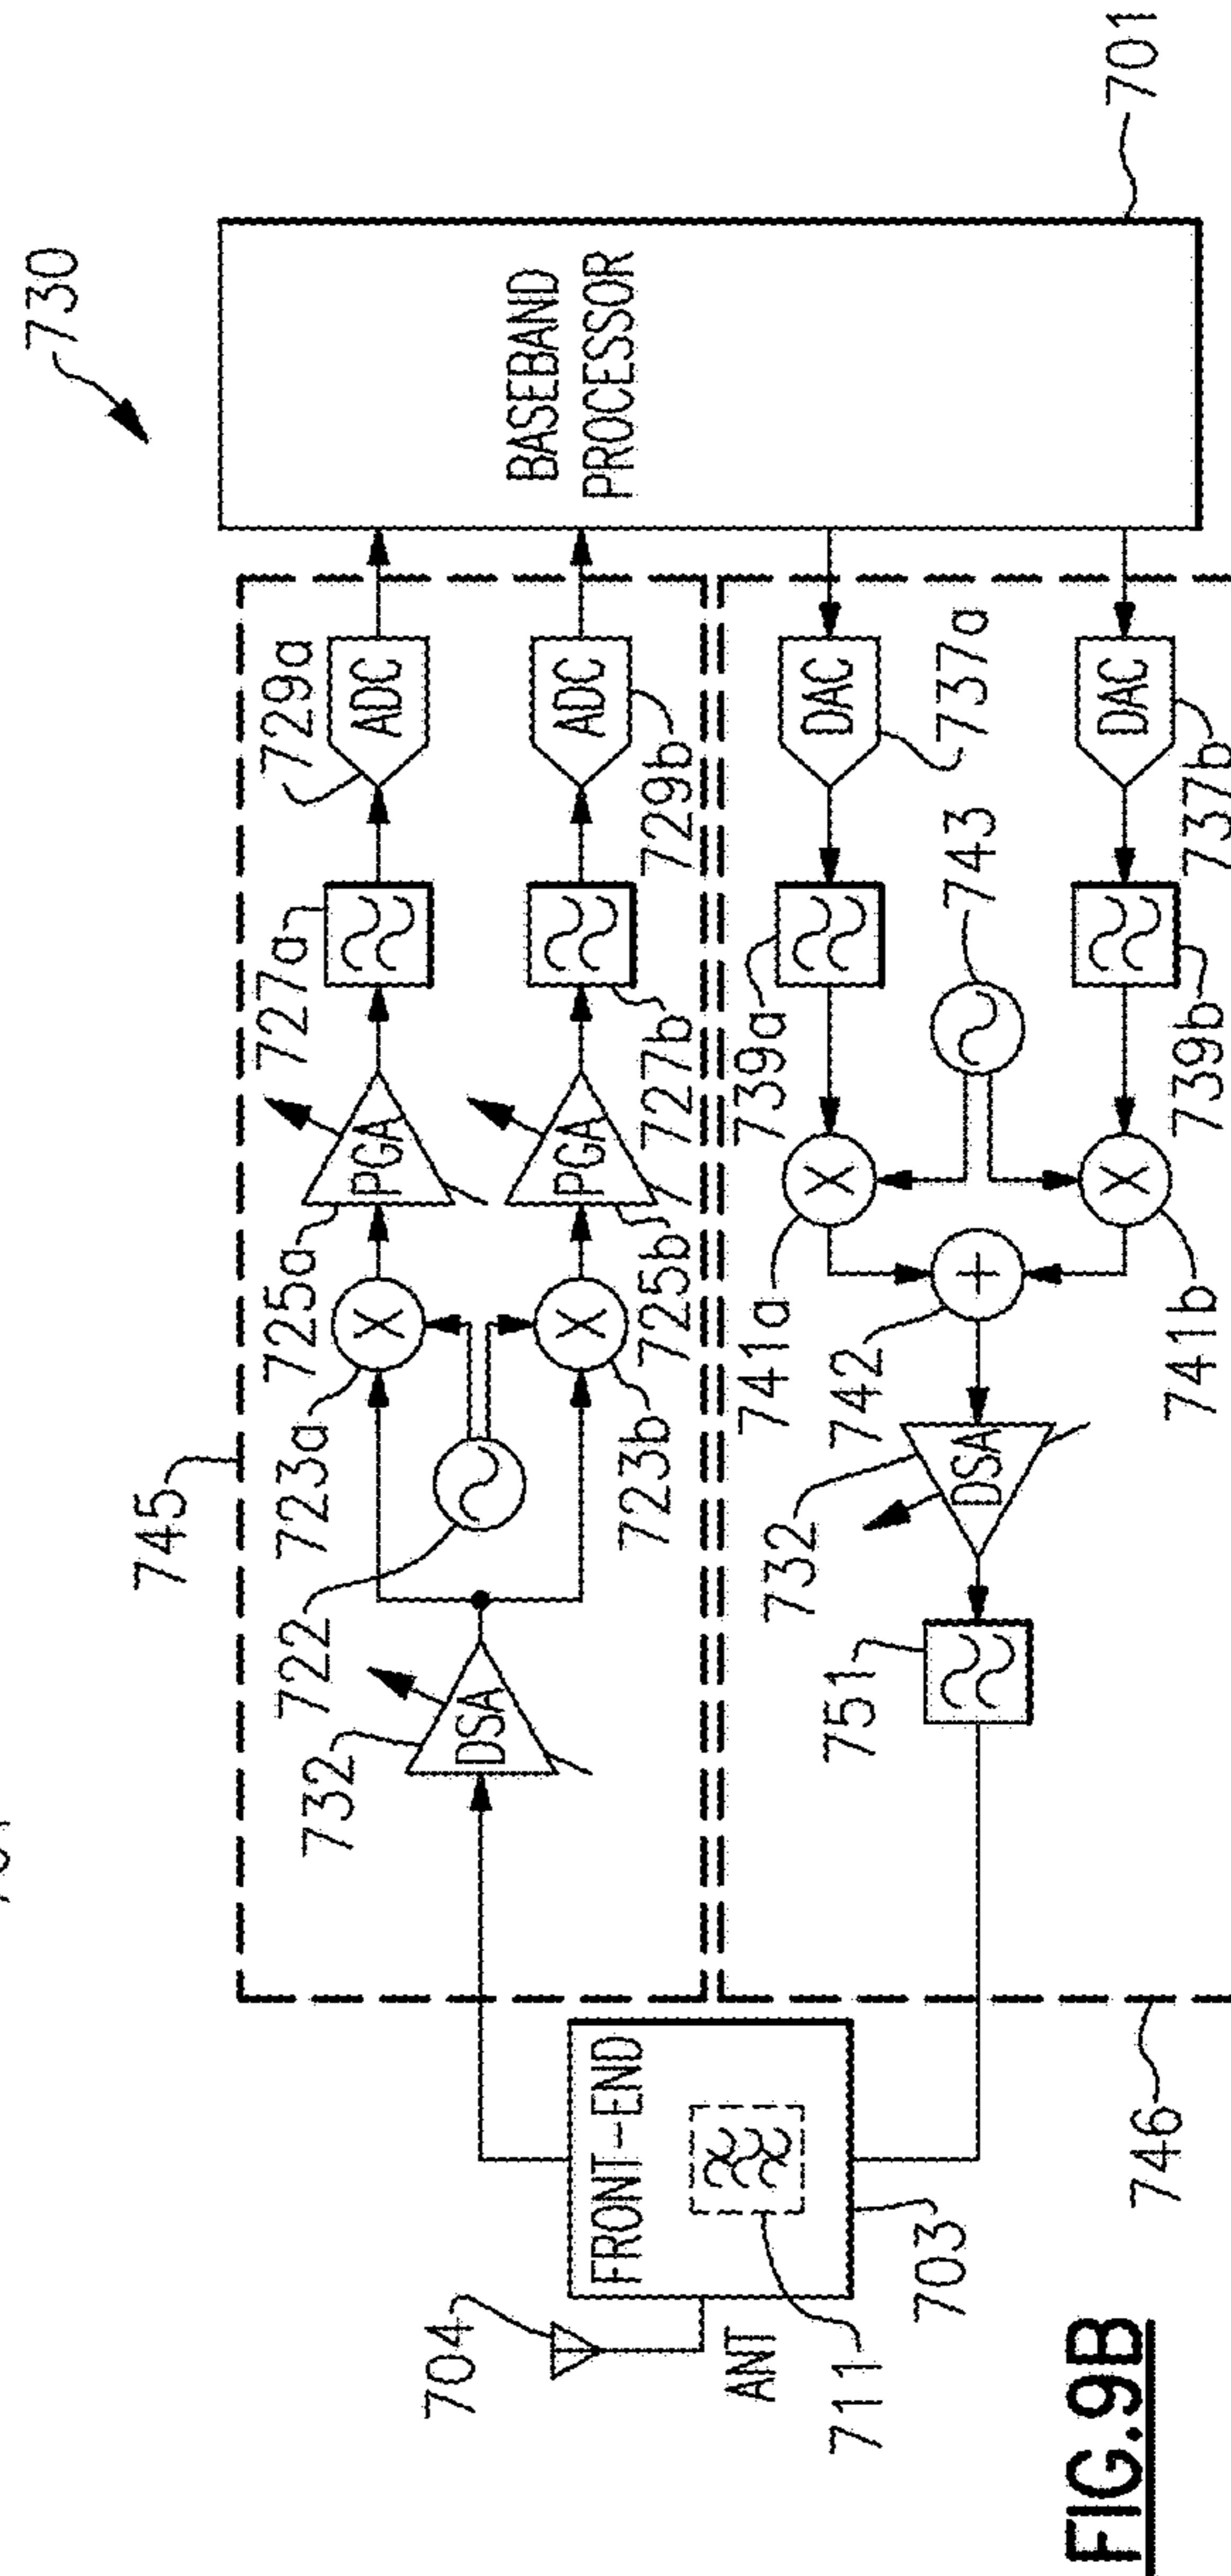 730
745
729a
ADC
727a
PGA
725a
723a
722
DSA
732
ADC
729b
727b
PGA
725b
723b
BASEBAND
PROCESSOR
701
DAC
737a
739a
743
741a
742
DSA
732
751
DAC
737b
739b
741b
746
704
ANT
FRONT-END
711
703
FIG.9B